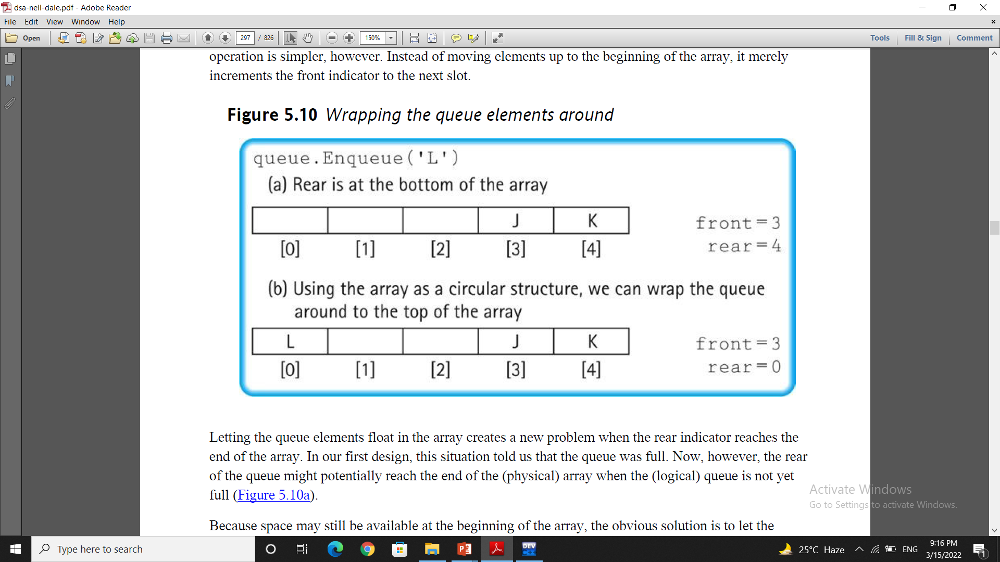 dsa-nell-dale.pdf - Adobe Reader
File Edit View Window Help
Open 297 / 826 150% Tools Fill & Sign Comment
operation is simpler, however. Instead of moving elements up to the beginning of the array, it merely
increments the front indicator to the next slot.
Figure 5.10 Wrapping the queue elements around
queue.Enqueue('L')
(a) Rear is at the bottom of the array
J K
front=3
[0] [1] [2] [3] [4]
rear=4
(b) Using the array as a circular structure, we can wrap the queue
around to the top of the array
L J K
front=3
[0] [1] [2] [3] [4]
rear=0
Letting the queue elements float in the array creates a new problem when the rear indicator reaches the
end of the array. In our first design, this situation told us that the queue was full. Now, however, the rear
of the queue might potentially reach the end of the (physical) array when the (logical) queue is not yet
full (Figure 5.10a).
Activate Windows
Go to Settings to activate Windows.
Because space may still be available at the beginning of the array, the obvious solution is to let the
Type here to search
DEV
C++
25°C Haze
ENG
9:16 PM
3/15/2022
1